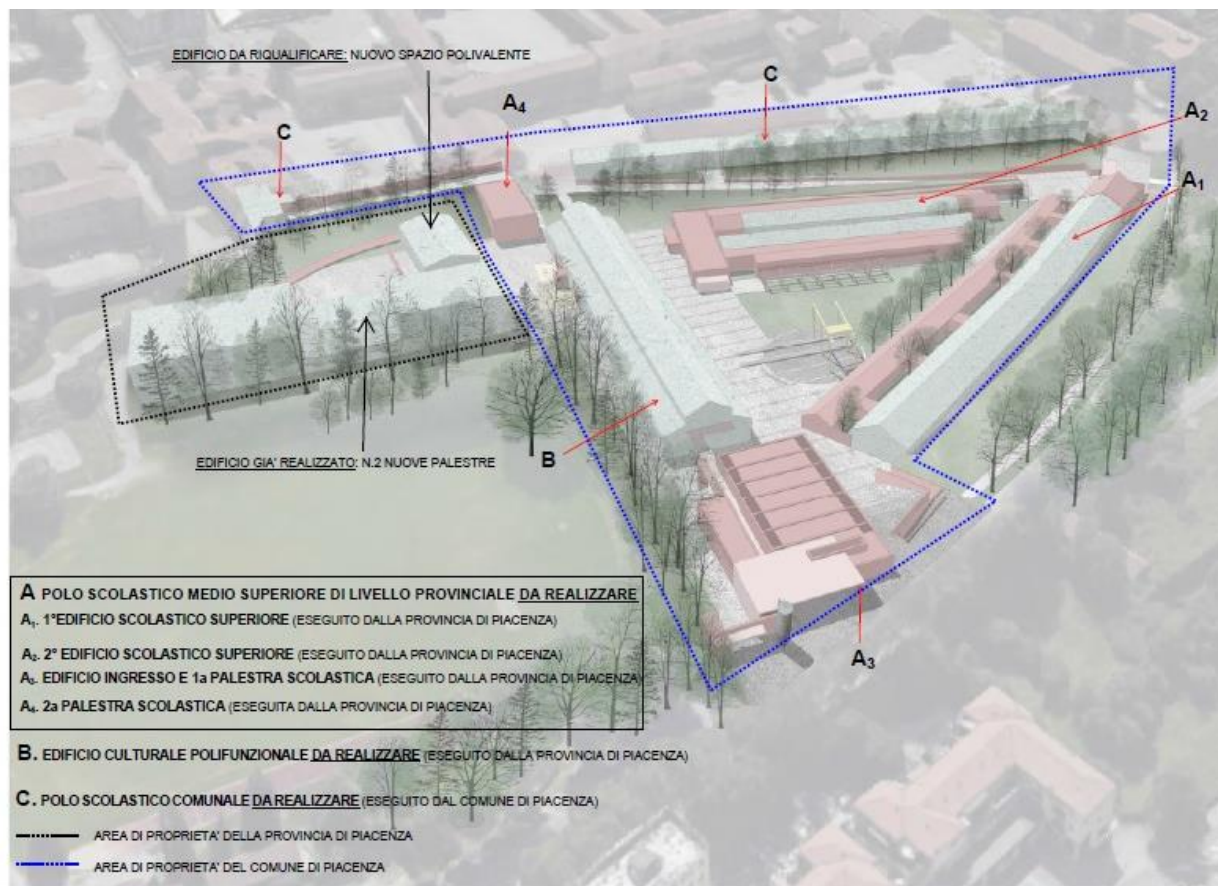 EDIFICIO DA RIQUALIFICARE: NUOVO SPAZIO POLIVALENTE
C
A4
C
A2
A1
B
EDIFICIO GIA' REALIZZATO: N.2 NUOVE PALESTRE
A3
A POLO SCOLASTICO MEDIO SUPERIORE DI LIVELLO PROVINCIALE DA REALIZZARE
A1. 1°EDIFICIO SCOLASTICO SUPERIORE (ESEGUITO DALLA PROVINCIA DI PIACENZA)
A2. 2° EDIFICIO SCOLASTICO SUPERIORE (ESEGUITO DALLA PROVINCIA DI PIACENZA)
A3. EDIFICIO INGRESSO E 1a PALESTRA SCOLASTICA (ESEGUITO DALLA PROVINCIA DI PIACENZA)
A4. 2a PALESTRA SCOLASTICA (ESEGUITA DALLA PROVINCIA DI PIACENZA)
B. EDIFICIO CULTURALE POLIFUNZIONALE DA REALIZZARE (ESEGUITO DALLA PROVINCIA DI PIACENZA)
C. POLO SCOLASTICO COMUNALE DA REALIZZARE (ESEGUITO DAL COMUNE DI PIACENZA)
AREA DI PROPRIETA' DELLA PROVINCIA DI PIACENZA
AREA DI PROPRIETA' DEL COMUNE DI PIACENZA